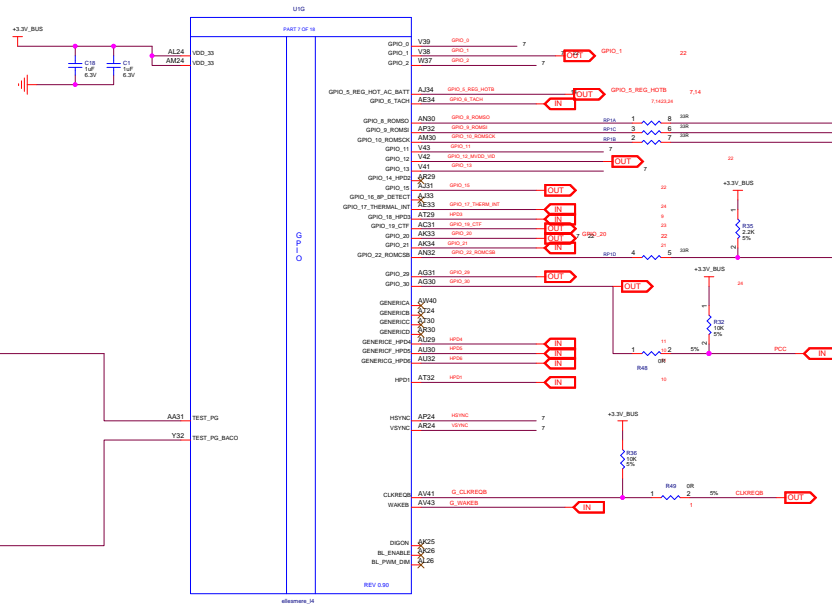 U1G
PART 7 OF 18
+3.3V_BUS
C18
1uF
6.3V
C1
1uF
6.3V
AL24 VDD_33
AM24 VDD_33
GPIO_0 V39 GPIO_0 7
GPIO_1 V38 GPIO_1 OUT GPIO_1 22
GPIO_2 W37 GPIO_2 7
GPIO_5_REG_HOT_AC_BATT AJ34 GPIO_5_REG_HOTB OUT GPIO_5_REG_HOTB 7,14
GPIO_6_TACH AE34 GPIO_6_TACH IN 7,1423,24
GPIO_8_ROMSO AN30 GPIO_8_ROMSO RP1A 1 8 33R
GPIO_9_ROMSI AP32 GPIO_9_ROMSI RP1C 3 6 33R
GPIO_10_ROMSCK AM30 GPIO_10_ROMSCK RP1B 2 7 33R
GPIO_11 V43 GPIO_11 7
GPIO_12 V42 GPIO_12_MVDD_VID OUT 22
GPIO_13 V41 GPIO_13 7
GPIO_14_HPD2 AR29
GPIO_15 AJ31 GPIO_15 OUT 22
GPIO_16_8P_DETECT AJ33
GPIO_17_THERMAL_INT AE33 GPIO_17_THERM_INT IN 24
GPIO_18_HPD3 AT29 HPD3 IN 9
GPIO_19_CTF AC31 GPIO_19_CTF OUT 23
GPIO_20 AK33 GPIO_20 OUT 7 22 GPIO_20 22
GPIO_21 AK34 GPIO_21 IN 21
GPIO_22_ROMCSB AN32 GPIO_22_ROMCSB RP1D 4 5 33R
+3.3V_BUS
1
R35
2.2K
5%
2
GPIO
GPIO_29 AG31 GPIO_29 OUT
GPIO_30 AG30 GPIO_30 OUT 24
+3.3V_BUS
1
R32
10K
5%
2
GENERICA AW40
GENERICB AT24
GENERICC AT30
GENERICD AR30
GENERICE_HPD4 AU29 HPD4 IN 11
GENERICF_HPD5 AU30 HPD5 IN
GENERICG_HPD6 AU32 HPD6 IN
1 2 5% PCC IN
0R
R48
HPD1 AT32 HPD1 IN 10
AA31 TEST_PG
Y32 TEST_PG_BACO
HSYNC AP24 HSYNC 7
VSYNC AR24 VSYNC 7
+3.3V_BUS
R36
10K
5%
CLKREQB AV41 G_CLKREQB 1 R49 2 0R 5% CLKREQB OUT
WAKEB AV43 G_WAKEB IN 1
DIGON AK25
BL_ENABLE AK26
BL_PWM_DIM AL26
REV 0.90
ellesmere_l4